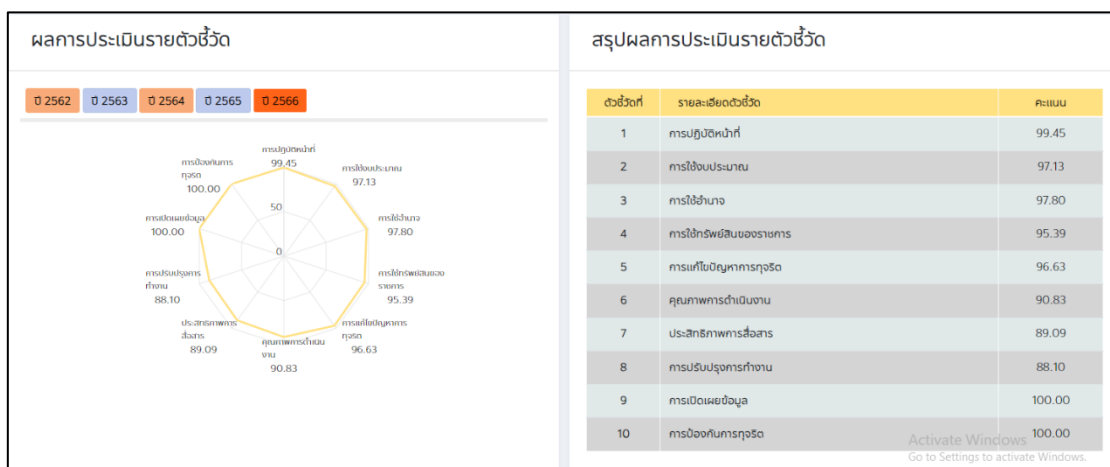 ผลการประเมินรายตัวชี้วัด
ปี 2562 ปี 2563 ปี 2564 ปี 2565 ปี 2566
การปฏิบัติหน้าที่
99.45
การใช้งบประมาณ
97.13
การใช้อำนาจ
97.80
การใช้ทรัพย์สินของ
ราชการ
95.39
การแก้ไขปัญหาการ
ทุจริต
96.63
คุณภาพการดำเนิน
งาน
90.83
ประสิทธิภาพการ
สื่อสาร
89.09
การปรับปรุงการ
ทำงาน
88.10
การเปิดเผยข้อมูล
100.00
การป้องกันการ
ทุจริต
100.00
50
0
สรุปผลการประเมินรายตัวชี้วัด
ตัวชี้วัดที่ รายละเอียดตัวชี้วัด คะแนน
1 การปฏิบัติหน้าที่ 99.45
2 การใช้งบประมาณ 97.13
3 การใช้อำนาจ 97.80
4 การใช้ทรัพย์สินของราชการ 95.39
5 การแก้ไขปัญหาการทุจริต 96.63
6 คุณภาพการดำเนินงาน 90.83
7 ประสิทธิภาพการสื่อสาร 89.09
8 การปรับปรุงการทำงาน 88.10
9 การเปิดเผยข้อมูล 100.00
10 การป้องกันการทุจริต 100.00
Activate Windows
Go to Settings to activate Windows.